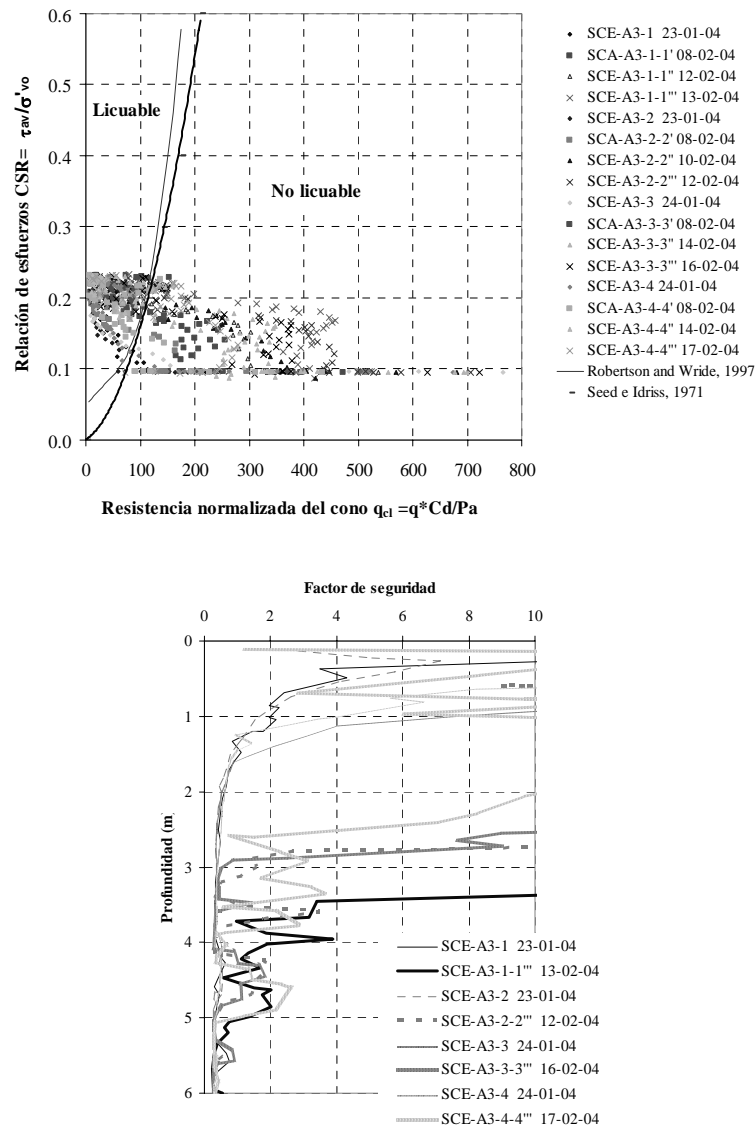 0.6
0.5
0.4
0.3
0.2
0.1
0.0
Relación de esfuerzos CSR= τav/σ'vo
Licuable
No licuable
0 100 200 300 400 500 600 700 800
Resistencia normalizada del cono qcl =q*Cd/Pa
SCE-A3-1 23-01-04
SCA-A3-1-1' 08-02-04
SCE-A3-1-1" 12-02-04
SCE-A3-1-1"' 13-02-04
SCE-A3-2 23-01-04
SCA-A3-2-2' 08-02-04
SCE-A3-2-2" 10-02-04
SCE-A3-2-2"' 12-02-04
SCE-A3-3 24-01-04
SCA-A3-3-3' 08-02-04
SCE-A3-3-3" 14-02-04
SCE-A3-3-3"' 16-02-04
SCE-A3-4 24-01-04
SCA-A3-4-4' 08-02-04
SCE-A3-4-4" 14-02-04
SCE-A3-4-4"' 17-02-04
Robertson and Wride, 1997
Seed e Idriss, 1971
Factor de seguridad
0 2 4 6 8 10
0
1
2
3
4
5
6
Profundidad (m)
SCE-A3-1 23-01-04
SCE-A3-1-1"' 13-02-04
SCE-A3-2 23-01-04
SCE-A3-2-2"' 12-02-04
SCE-A3-3 24-01-04
SCE-A3-3-3"' 16-02-04
SCE-A3-4 24-01-04
SCE-A3-4-4"' 17-02-04